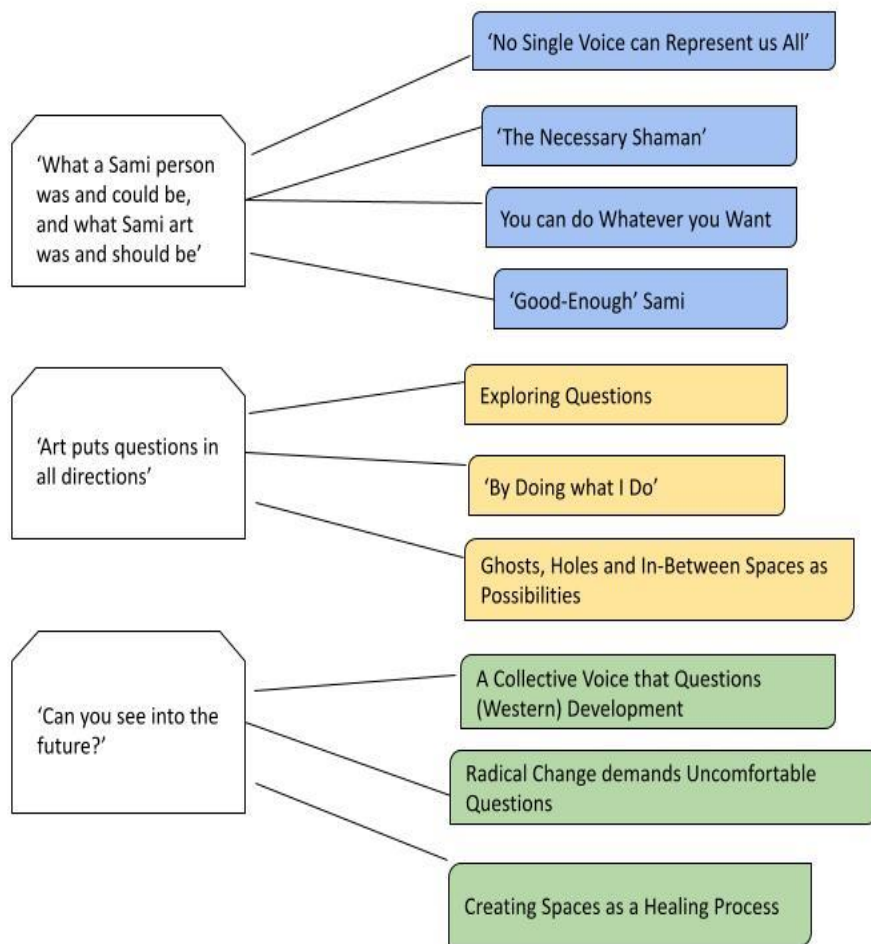 ‘What a Sami person
was and could be,
and what Sami art
was and should be’
‘No Single Voice can Represent us All’
‘The Necessary Shaman’
You can do Whatever you Want
‘Good-Enough’ Sami
‘Art puts questions in
all directions’
Exploring Questions
‘By Doing what I Do’
Ghosts, Holes and In-Between Spaces as
Possibilities
‘Can you see into the
future?’
A Collective Voice that Questions
(Western) Development
Radical Change demands Uncomfortable
Questions
Creating Spaces as a Healing Process